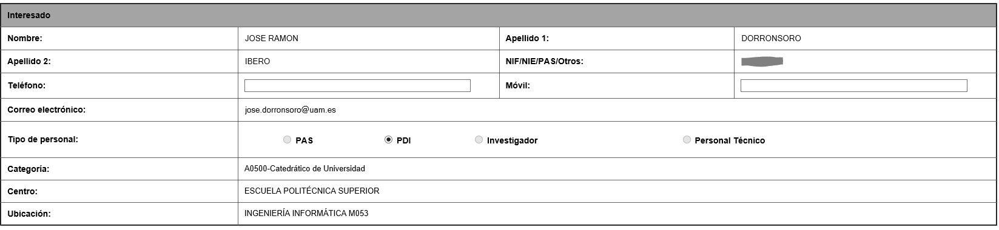 Interesado
Nombre: JOSE RAMON Apellido 1: DORRONSORO
Apellido 2: IBERO NIF/NIE/PAS/Otros:
Teléfono: Móvil:
Correo electrónico: jose.dorronsoro@uam.es
Tipo de personal: PAS PDI Investigador Personal Técnico
Categoría: A0500-Catedrático de Universidad
Centro: ESCUELA POLITÉCNICA SUPERIOR
Ubicación: INGENIERÍA INFORMÁTICA M053